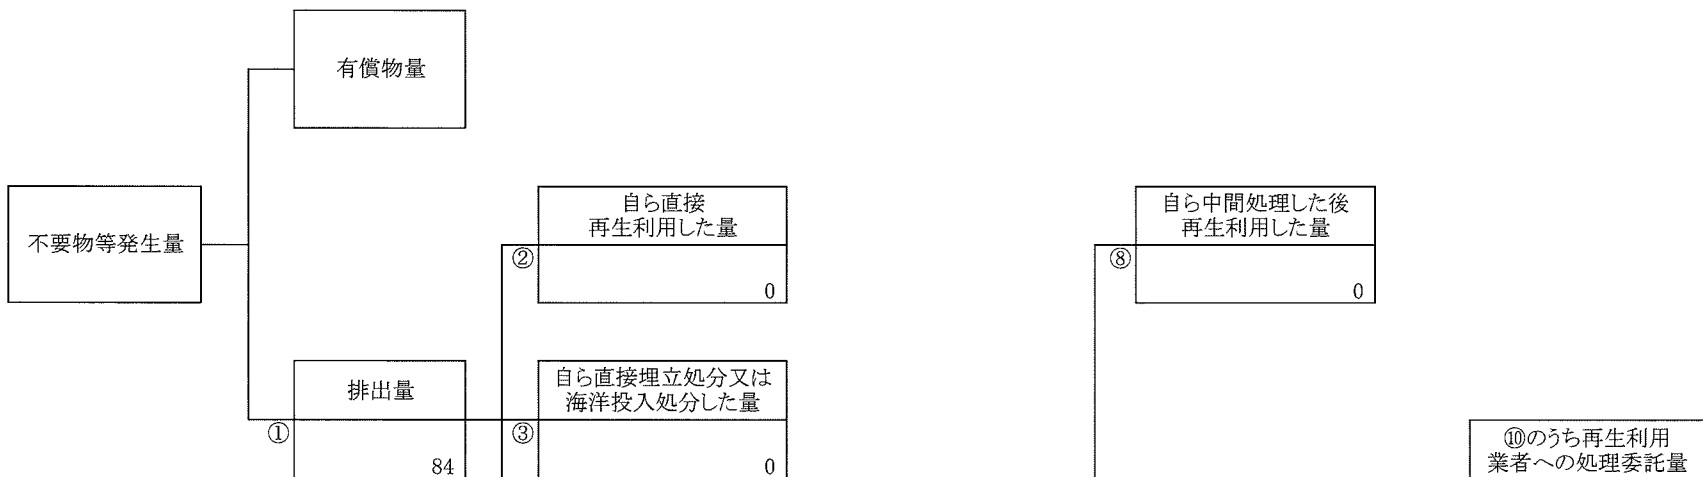 有償物量
不要物等発生量
自ら直接
再生利用した量
②
0
自ら中間処理した後
再生利用した量
⑧
0
排出量
①
84
自ら直接埋立処分又は
海洋投入処分した量
③
0
⑩のうち再生利用
業者への処理委託量